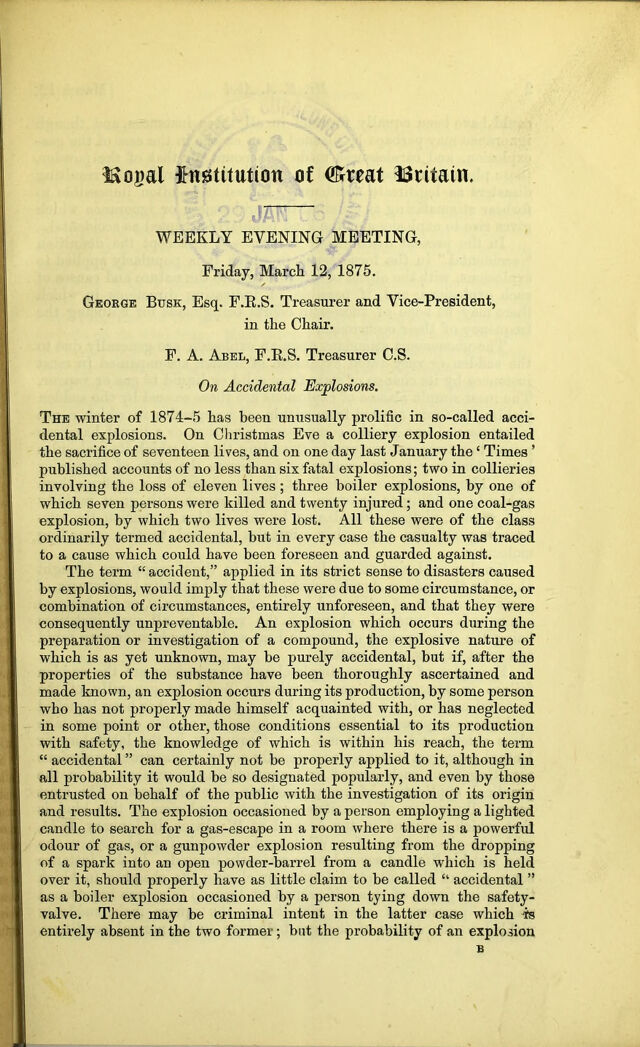 Royal Institution of Great Britain.
29 JAN 06
WEEKLY EVENING MEETING,
Friday, March 12, 1875.
GEORGE BUSK, Esq. F.R.S. Treasurer and Vice-President,
in the Chair.
F. A. ABEL, F.R.S. Treasurer C.S.
On Accidental Explosions.
THE winter of 1874–5 has been unusually prolific in so-called acci-
dental explosions. On Christmas Eve a colliery explosion entailed
the sacrifice of seventeen lives, and on one day last January the ‘Times’
published accounts of no less than six fatal explosions; two in collieries
involving the loss of eleven lives; three boiler explosions, by one of
which seven persons were killed and twenty injured; and one coal-gas
explosion, by which two lives were lost. All these were of the class
ordinarily termed accidental, but in every case the casualty was traced
to a cause which could have been foreseen and guarded against.
The term “accident,” applied in its strict sense to disasters caused
by explosions, would imply that these were due to some circumstance, or
combination of circumstances, entirely unforeseen, and that they were
consequently unpreventable. An explosion which occurs during the
preparation or investigation of a compound, the explosive nature of
which is as yet unknown, may be purely accidental, but if, after the
properties of the substance have been thoroughly ascertained and
made known, an explosion occurs during its production, by some person
who has not properly made himself acquainted with, or has neglected
in some point or other, those conditions essential to its production
with safety, the knowledge of which is within his reach, the term
“accidental” can certainly not be properly applied to it, although in
all probability it would be so designated popularly, and even by those
entrusted on behalf of the public with the investigation of its origin
and results. The explosion occasioned by a person employing a lighted
candle to search for a gas-escape in a room where there is a powerful
odour of gas, or a gunpowder explosion resulting from the dropping
of a spark into an open powder-barrel from a candle which is held
over it, should properly have as little claim to be called “accidental”
as a boiler explosion occasioned by a person tying down the safety-
valve. There may be criminal intent in the latter case which is
entirely absent in the two former; but the probability of an explosion
B